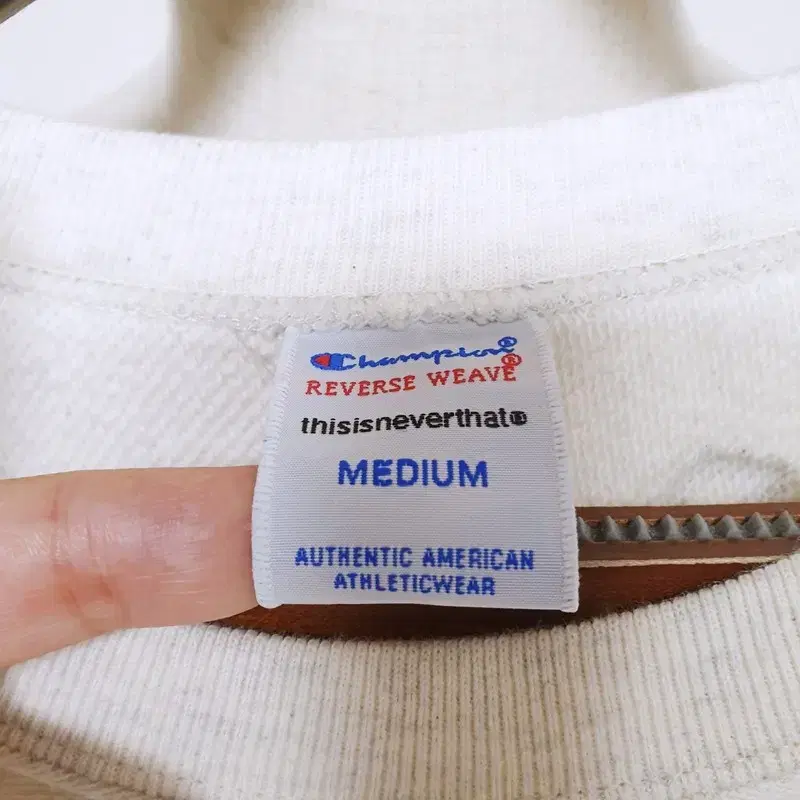 Champion®
REVERSE WEAVE®
thisisneverthat®
MEDIUM
AUTHENTIC AMERICAN
ATHLETICWEAR